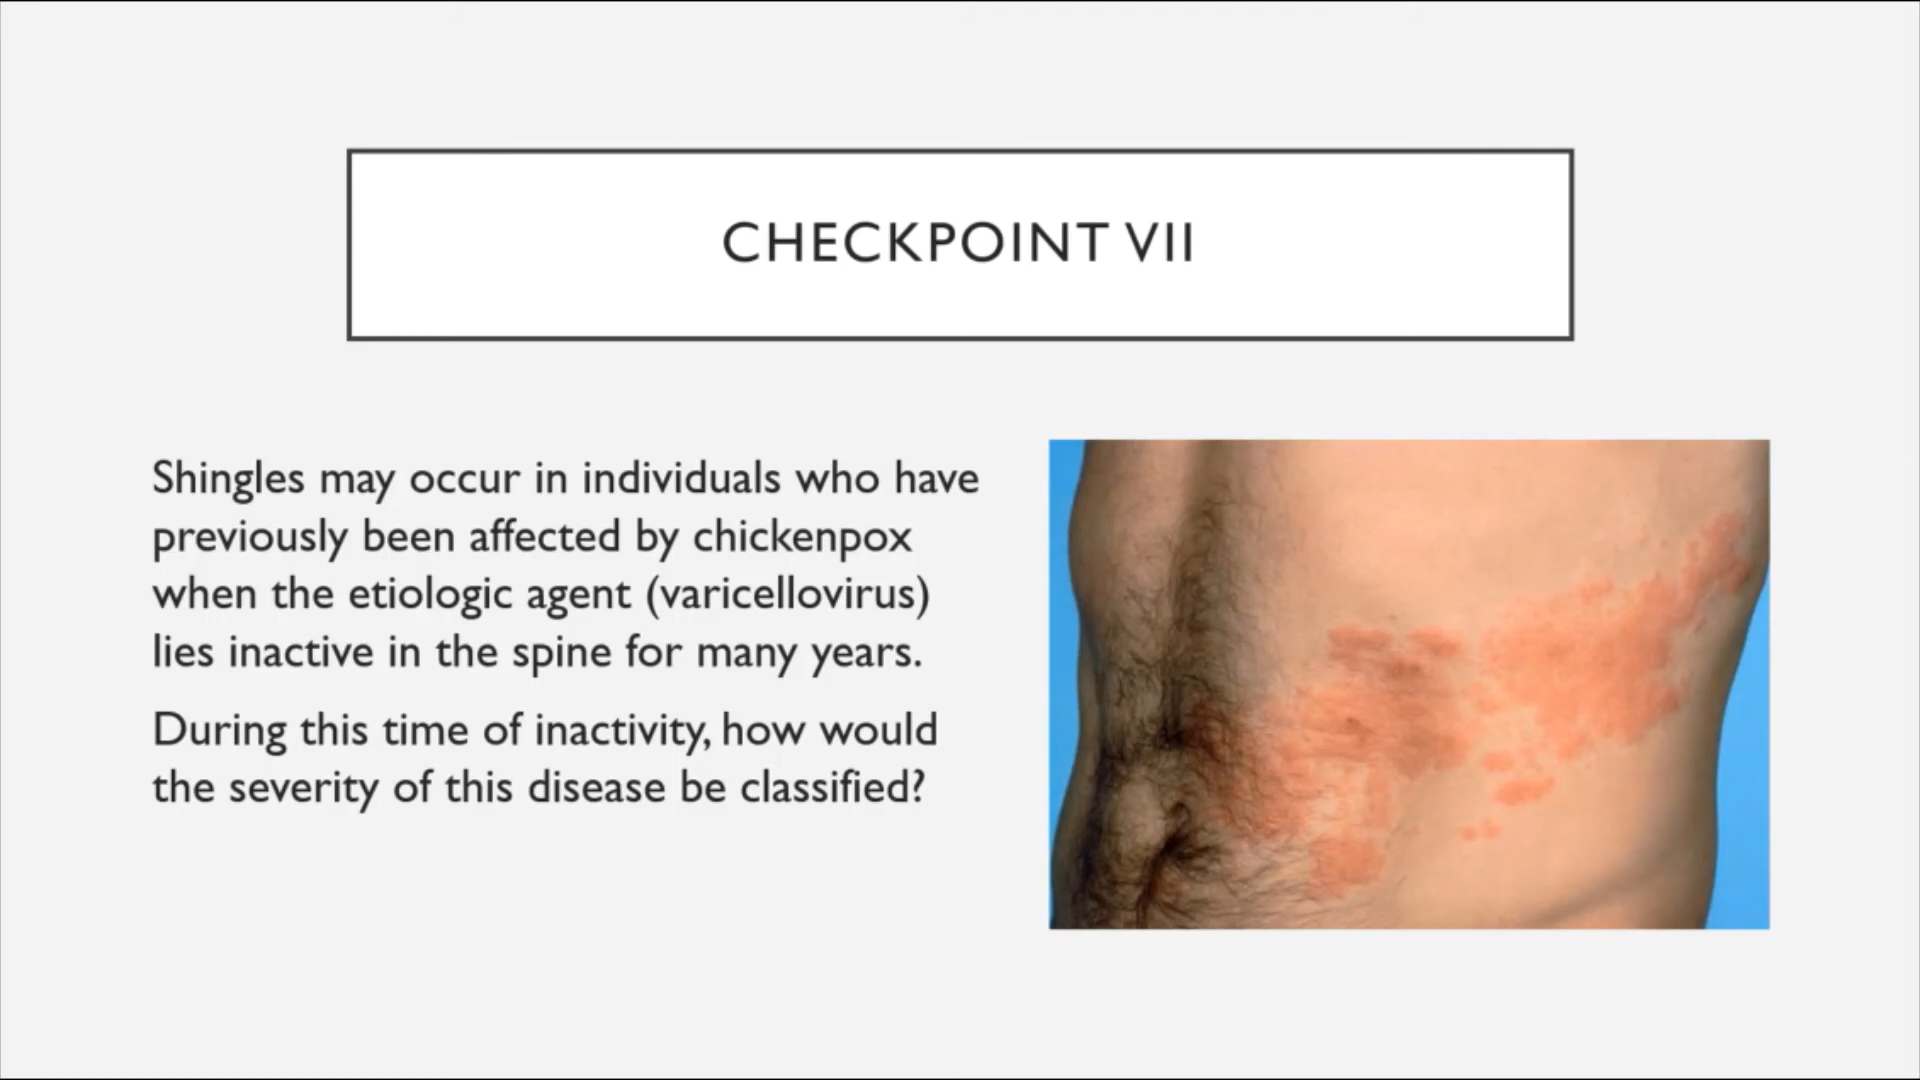 CHECKPOINT VII
Shingles may occur in individuals who have
previously been affected by chickenpox
when the etiologic agent (varicellovirus)
lies inactive in the spine for many years.
During this time of inactivity, how would
the severity of this disease be classified?